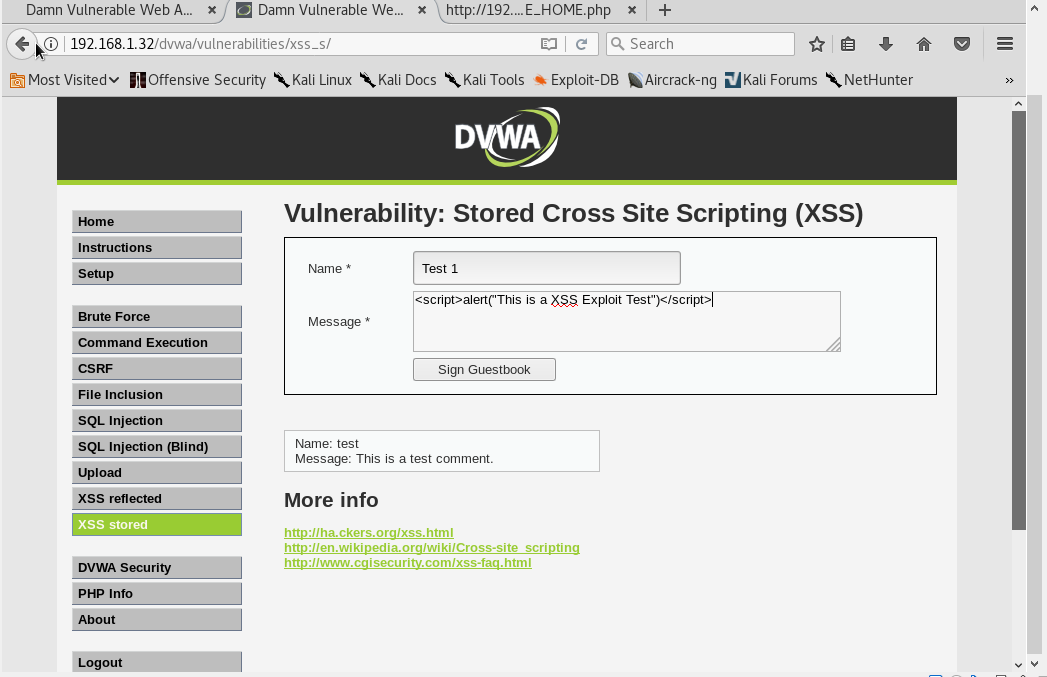 Damn Vulnerable Web A... × Damn Vulnerable We... × http://192....E_HOME.php × +
192.168.1.32/dvwa/vulnerabilities/xss_s/ Search
Most Visited Offensive Security Kali Linux Kali Docs Kali Tools Exploit-DB Aircrack-ng Kali Forums NetHunter »
DVWA
Home
Instructions
Setup
Brute Force
Command Execution
CSRF
File Inclusion
SQL Injection
SQL Injection (Blind)
Upload
XSS reflected
XSS stored
DVWA Security
PHP Info
About
Logout
Vulnerability: Stored Cross Site Scripting (XSS)
Name * Test 1
Message * <script>alert("This is a XSS Exploit Test")</script>
Sign Guestbook
Name: test
Message: This is a test comment.
More info
http://ha.ckers.org/xss.html
http://en.wikipedia.org/wiki/Cross-site_scripting
http://www.cgisecurity.com/xss-faq.html